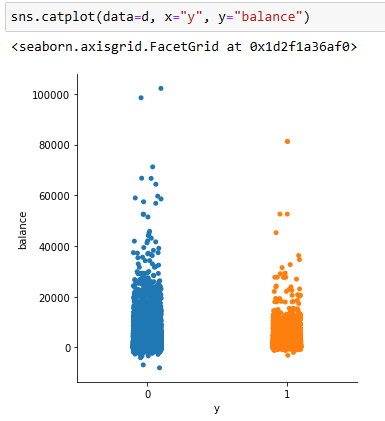 sns.catplot(data=d, x="y", y="balance")
<seaborn.axisgrid.FacetGrid at 0x1d2f1a36af0>
100000
80000
60000
balance
40000
20000
0
0
1
y